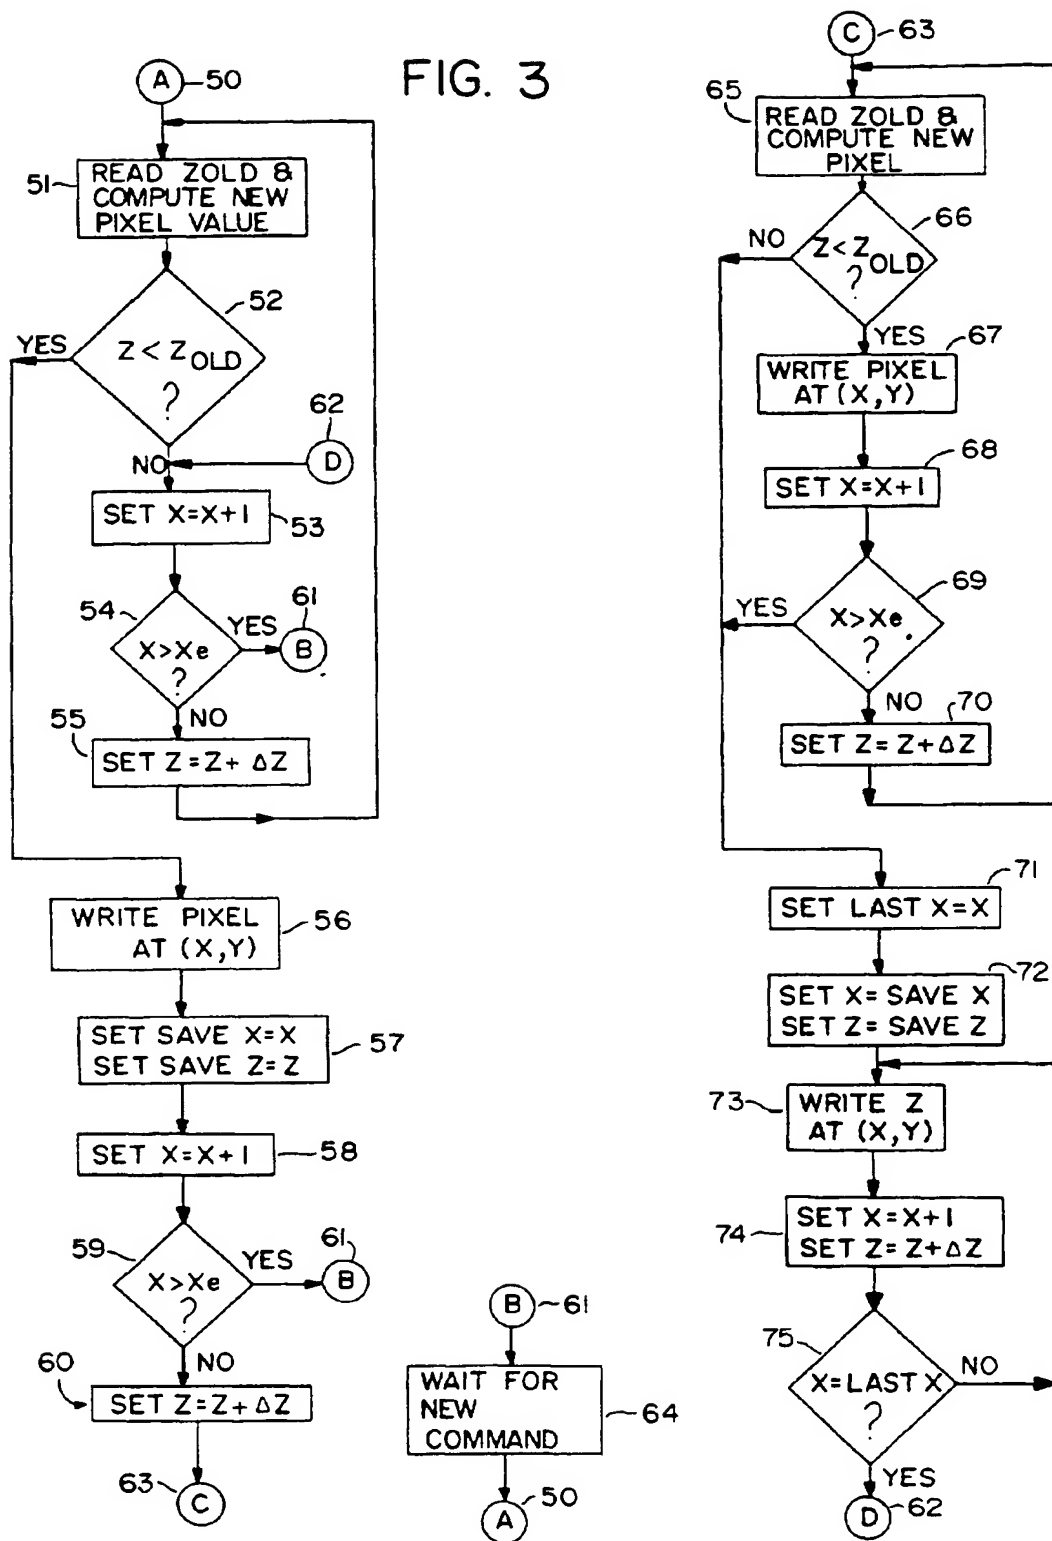 FIG. 3
A
50
51
READ ZOLD &
COMPUTE NEW
PIXEL VALUE
52
YES
Z < ZOLD
?
62
D
NO
SET X=X+1
53
54
X>Xe
?
YES
61
B
NO
55
SET Z=Z+ ΔZ
WRITE PIXEL
AT (X,Y)
56
SET SAVE X=X
SET SAVE Z=Z
57
SET X=X+1
58
59
X>Xe
?
YES
61
B
NO
60
SET Z=Z+ ΔZ
63
C
B
61
WAIT FOR
NEW
COMMAND
64
50
A
C
63
65
READ ZOLD &
COMPUTE NEW
PIXEL
66
NO
Z<ZOLD
?
YES
67
WRITE PIXEL
AT (X,Y)
68
SET X=X+1
69
YES
X>Xe
?
NO
70
SET Z=Z+ΔZ
71
SET LAST X=X
72
SET X=SAVE X
SET Z=SAVE Z
73
WRITE Z
AT (X,Y)
74
SET X=X+1
SET Z=Z+ΔZ
75
X=LAST X
?
NO
YES
D
62